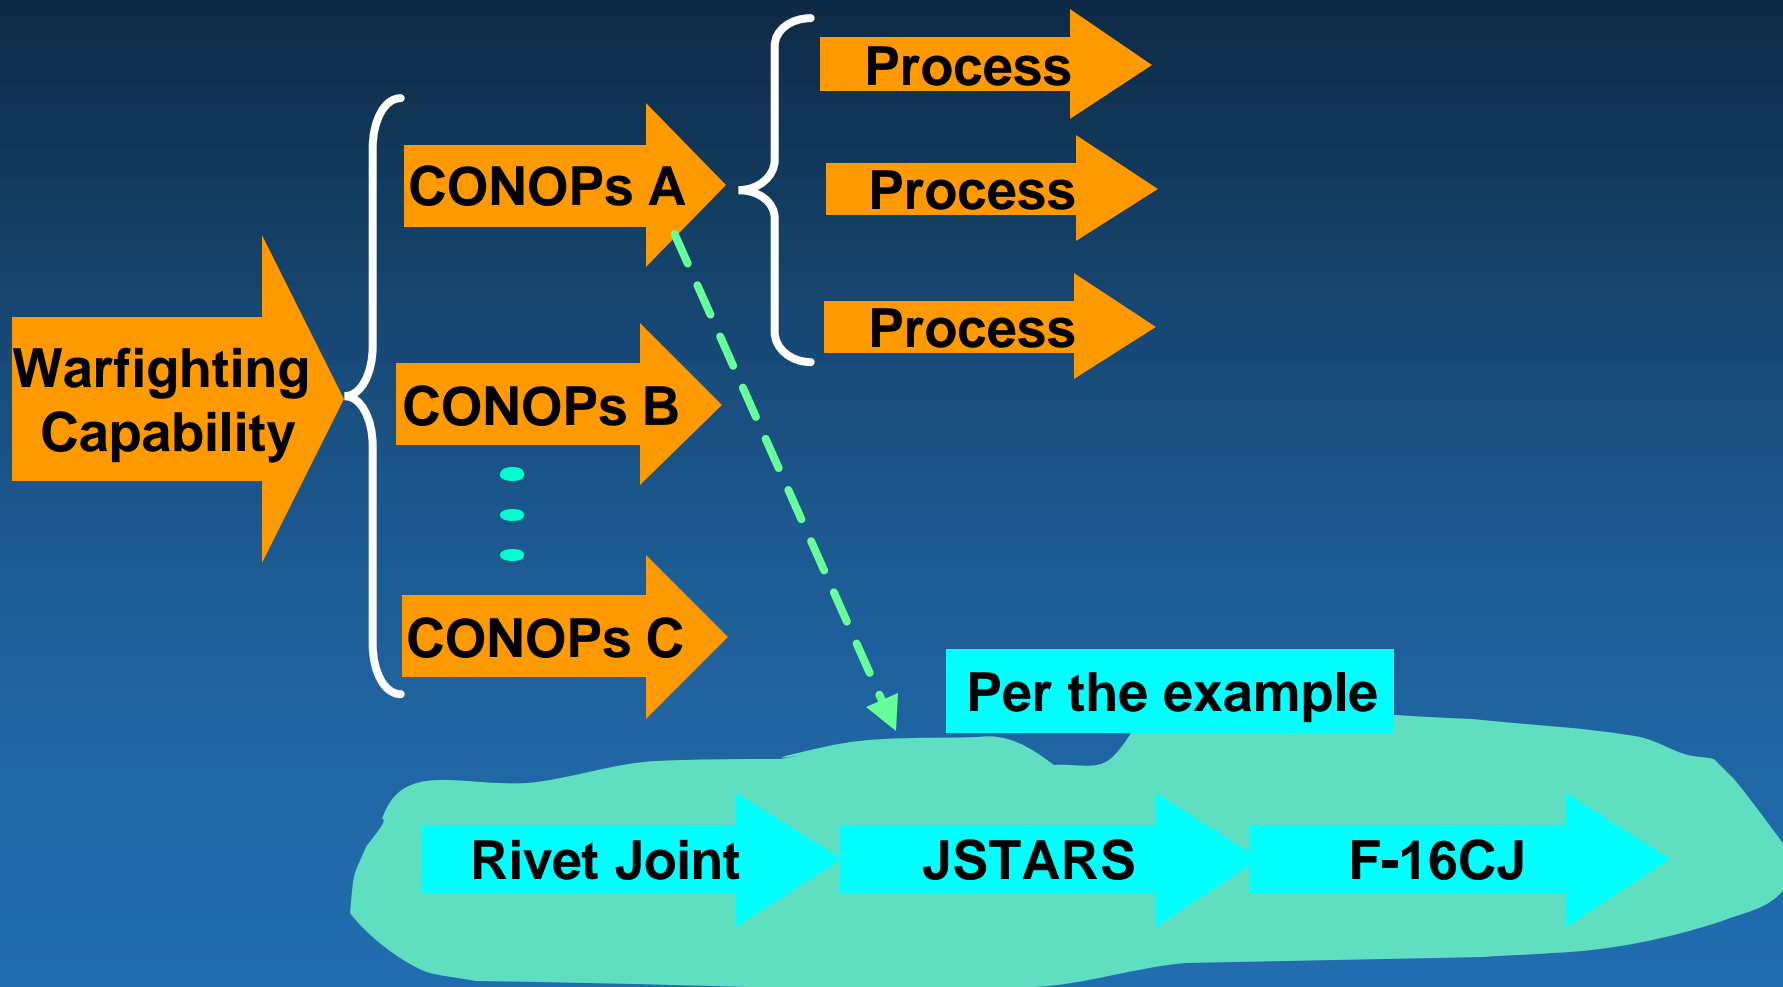 Warfighting
Capability
CONOPs A
CONOPs B
CONOPs C
Process
Process
Process
Per the example
Rivet Joint
JSTARS
F-16CJ